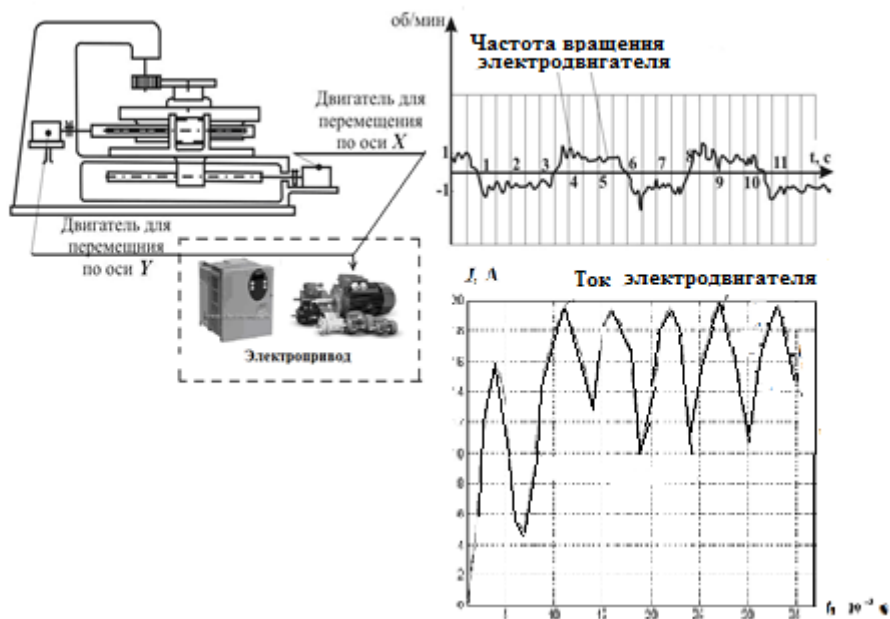 об/мин
Частота вращения
электродвигателя
Двигатель для
перемещения
по оси X
1
-1
1 2 3 4 5 6 7 8 9 10 11
t, с
Двигатель для
перемщния
по оси Y
Электропривод
I, А
Ток электродвигателя